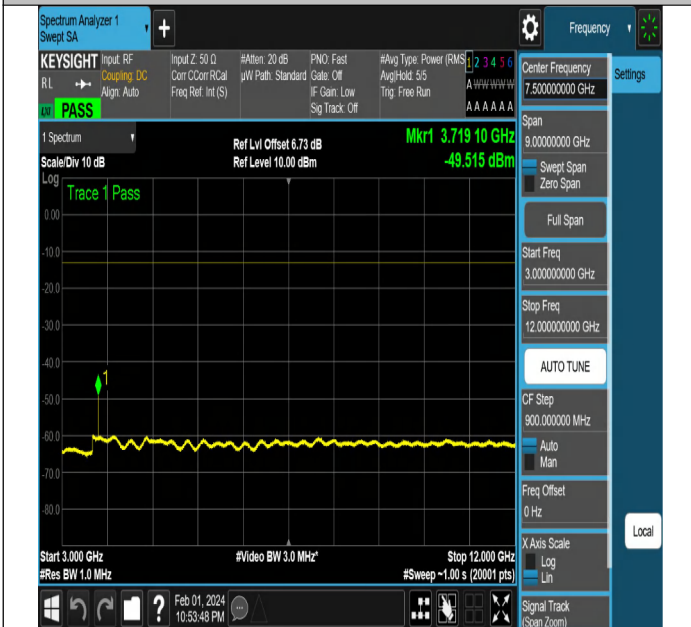 Spectrum Analyzer 1
Swept SA
+
Frequency
KEYSIGHT
Input: RF
Coupling: DC
Align: Auto
Input Z: 50 Ω
Corr CCorr RCal
Freq Ref: Int (S)
#Atten: 20 dB
µW Path: Standard
PNO: Fast
Gate: Off
IF Gain: Low
Sig Track: Off
#Avg Type: Power (RMS
Avg|Hold: 5/5
Trig: Free Run
1 2 3 4 5 6
A W W W W W
A A A A A A
RL
LXI
PASS
1 Spectrum
Scale/Div 10 dB
Ref Lvl Offset 6.73 dB
Ref Level 10.00 dBm
Mkr1 3.719 10 GHz
-49.515 dBm
Log
Trace 1 Pass
0.00
-10.0
-20.0
-30.0
-40.0
-50.0
-60.0
-70.0
-80.0
1
Start 3.000 GHz
#Res BW 1.0 MHz
#Video BW 3.0 MHz*
Stop 12.000 GHz
#Sweep ~1.00 s (20001 pts)
Center Frequency
7.500000000 GHz
Settings
Span
9.00000000 GHz
Swept Span
Zero Span
Full Span
Start Freq
3.000000000 GHz
Stop Freq
12.000000000 GHz
AUTO TUNE
CF Step
900.000000 MHz
Auto
Man
Freq Offset
0 Hz
X Axis Scale
Log
Lin
Local
Signal Track
(Span Zoom)
?
Feb 01, 2024
10:53:48 PM